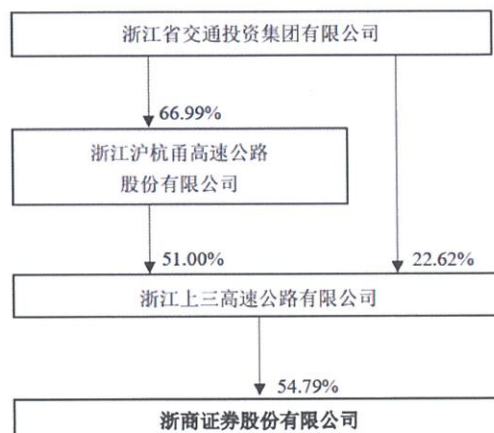 浙江省交通投资集团有限公司
66.99%
浙江沪杭甬高速公路
股份有限公司
51.00%
22.62%
浙江上三高速公路有限公司
54.79%
浙商证券股份有限公司